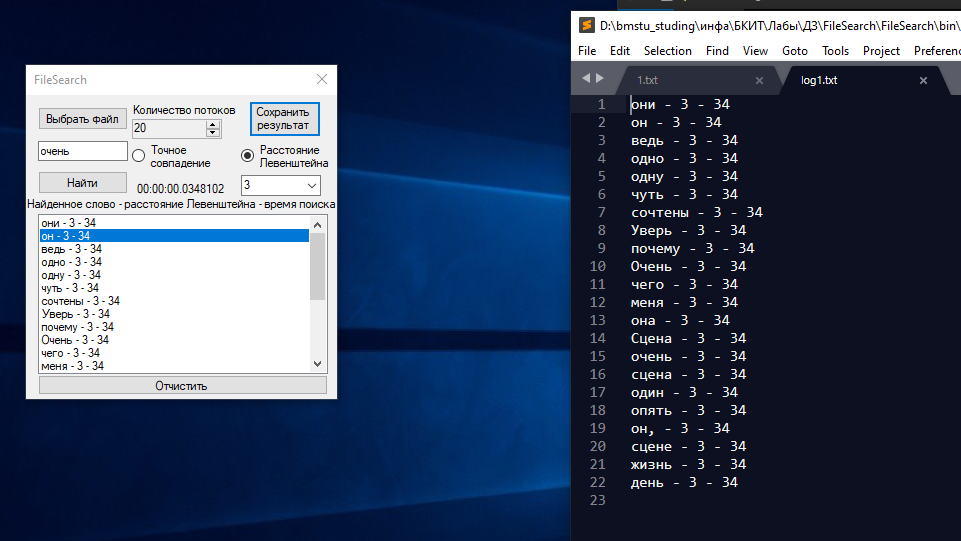 FileSearch
Выбрать файл
Количество потоков
20
Сохранить
результат
очень
Точное
совпадение
Расстояние
Левенштейна
Найти
00:00:00.0348102
3
Найденное слово - расстояние Левенштейна - время поиска
они - 3 - 34
он - 3 - 34
ведь - 3 - 34
одно - 3 - 34
одну - 3 - 34
чуть - 3 - 34
сочтены - 3 - 34
Уверь - 3 - 34
почему - 3 - 34
Очень - 3 - 34
чего - 3 - 34
меня - 3 - 34
Отчистить
D:\bmstu_studing\инфа\БКИТ\Лабы\ДЗ\FileSearch\FileSearch\bin\
File Edit Selection Find View Goto Tools Project
1.txt log1.txt
1 они - 3 - 34
2 он - 3 - 34
3 ведь - 3 - 34
4 одно - 3 - 34
5 одну - 3 - 34
6 чуть - 3 - 34
7 сочтены - 3 - 34
8 Уверь - 3 - 34
9 почему - 3 - 34
10 Очень - 3 - 34
11 чего - 3 - 34
12 меня - 3 - 34
13 она - 3 - 34
14 Сцена - 3 - 34
15 очень - 3 - 34
16 сцена - 3 - 34
17 один - 3 - 34
18 опять - 3 - 34
19 он, - 3 - 34
20 сцене - 3 - 34
21 жизнь - 3 - 34
22 день - 3 - 34
23